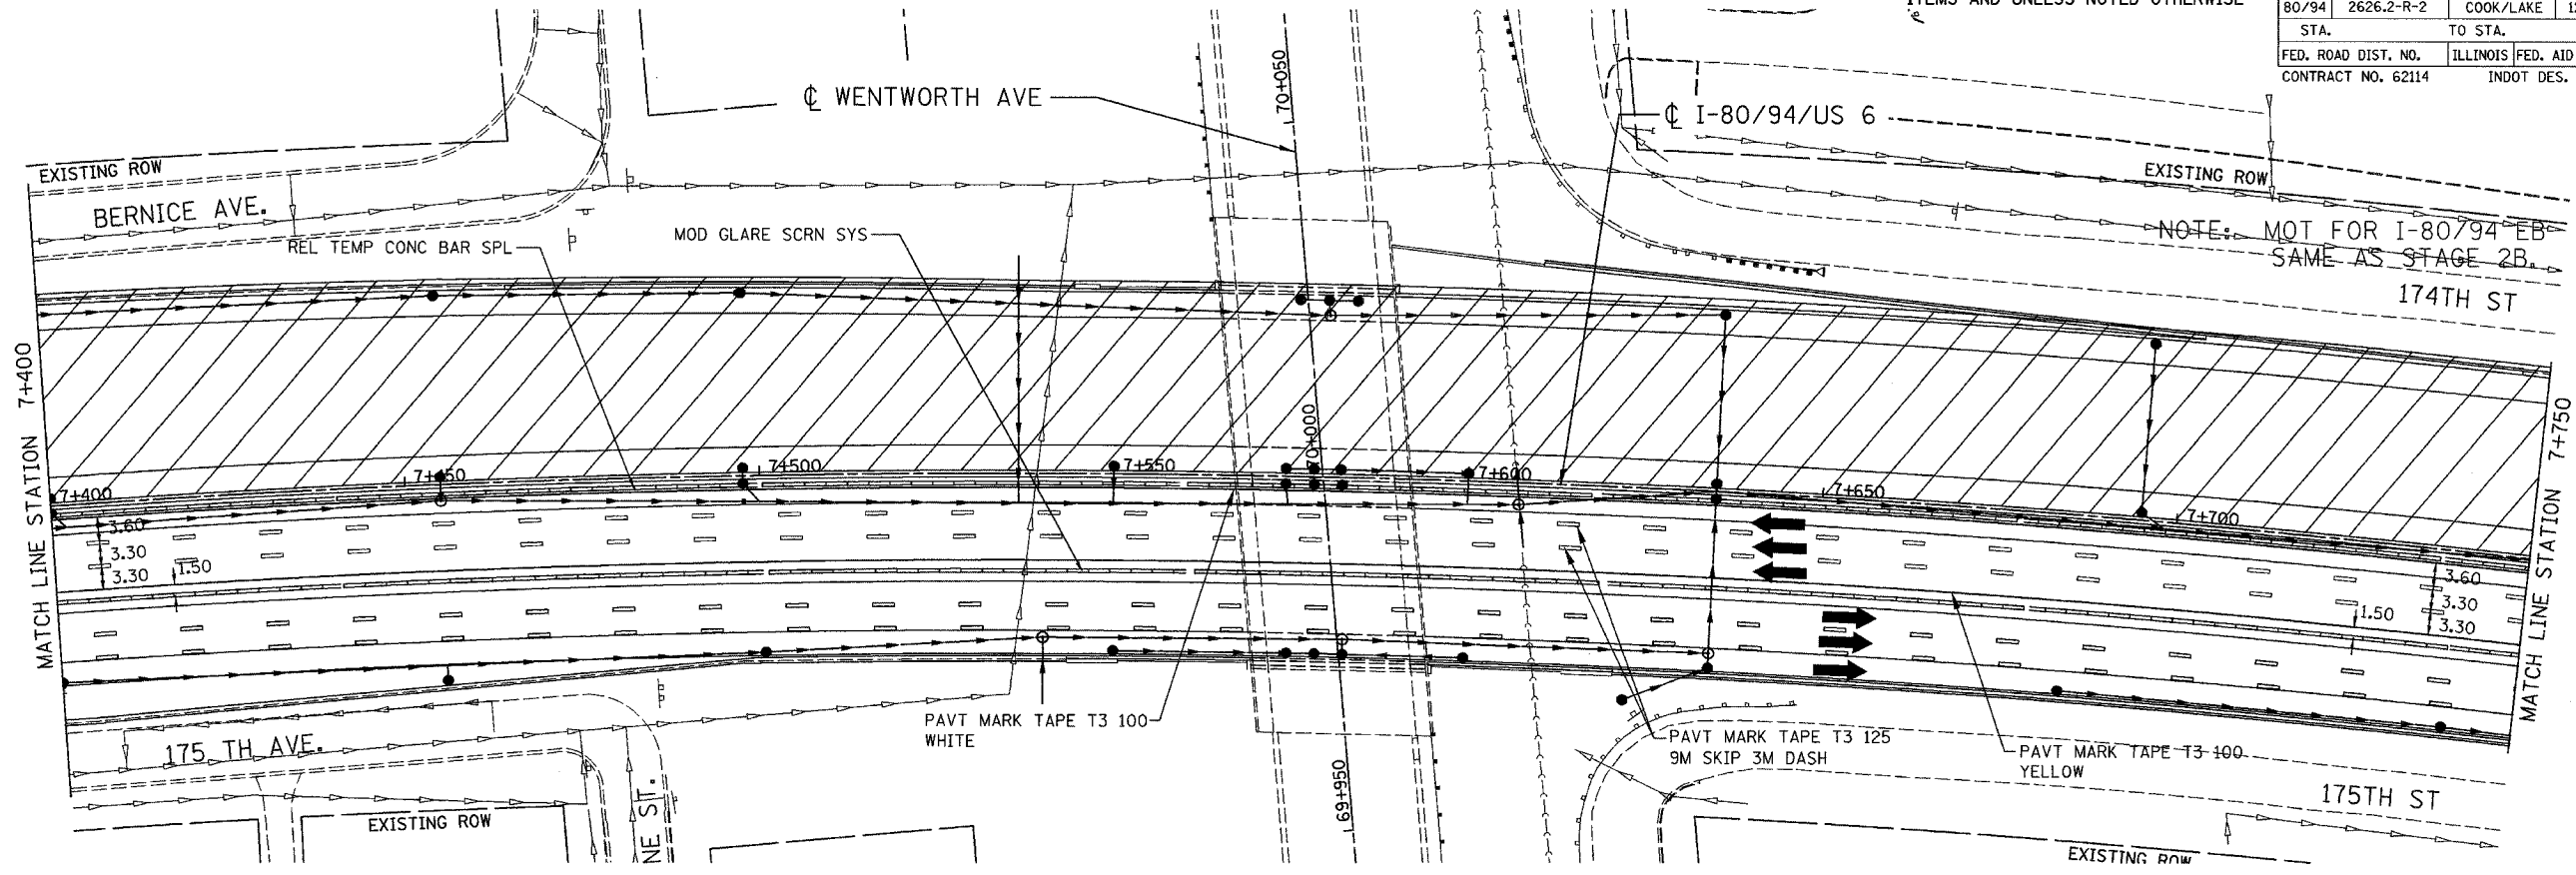 ITEMS AND UNLESS NOTED OTHERWISE
80/94 2626.2-R-2 COOK/LAKE
STA. TO STA.
FED. ROAD DIST. NO. ILLINOIS FED. AID
CONTRACT NO. 62114 INDOT DES.
70+050
℄ WENTWORTH AVE
℄ I-80/94/US 6
EXISTING ROW
EXISTING ROW
BERNICE AVE.
REL TEMP CONC BAR SPL
MOD GLARE SCRN SYS
NOTE: MOT FOR I-80/94 EB
SAME AS STAGE 2B.
174TH ST
MATCH LINE STATION 7+400
MATCH LINE STATION 7+750
70+000
7+400
7+450
7+500
7+550
7+600
7+650
7+700
3.60
3.30
3.30
1.50
3.60
3.30
3.30
1.50
PAVT MARK TAPE T3 100
WHITE
PAVT MARK TAPE T3 125
9M SKIP 3M DASH
PAVT MARK TAPE T3 100
YELLOW
175 TH AVE.
175TH ST
69+950
NE ST.
EXISTING ROW
EXISTING ROW